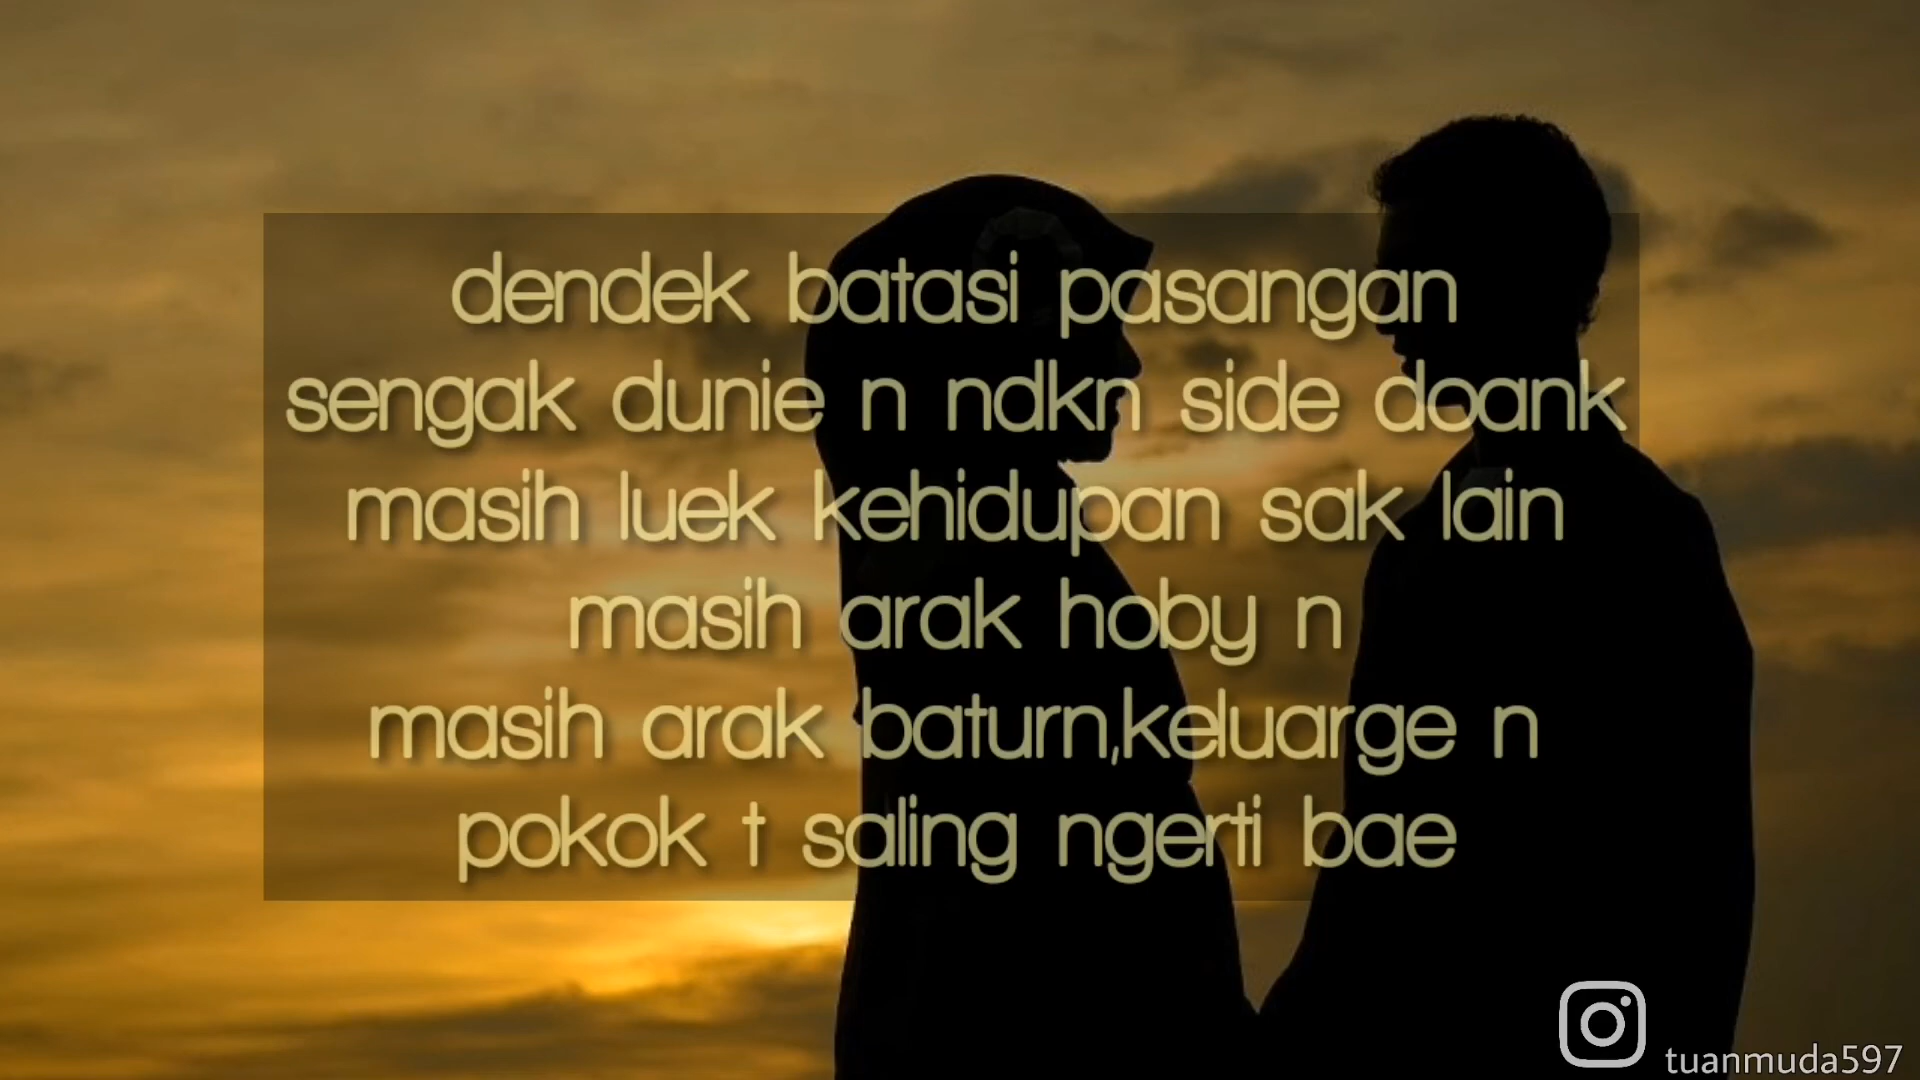 dendek batasi pasangan
sengak dunie n ndkn side doank
masih luek kehidupan sak lain
masih arak hoby n
masih arak baturn,keluarge n
pokok t saling ngerti bae
tuanmuda597